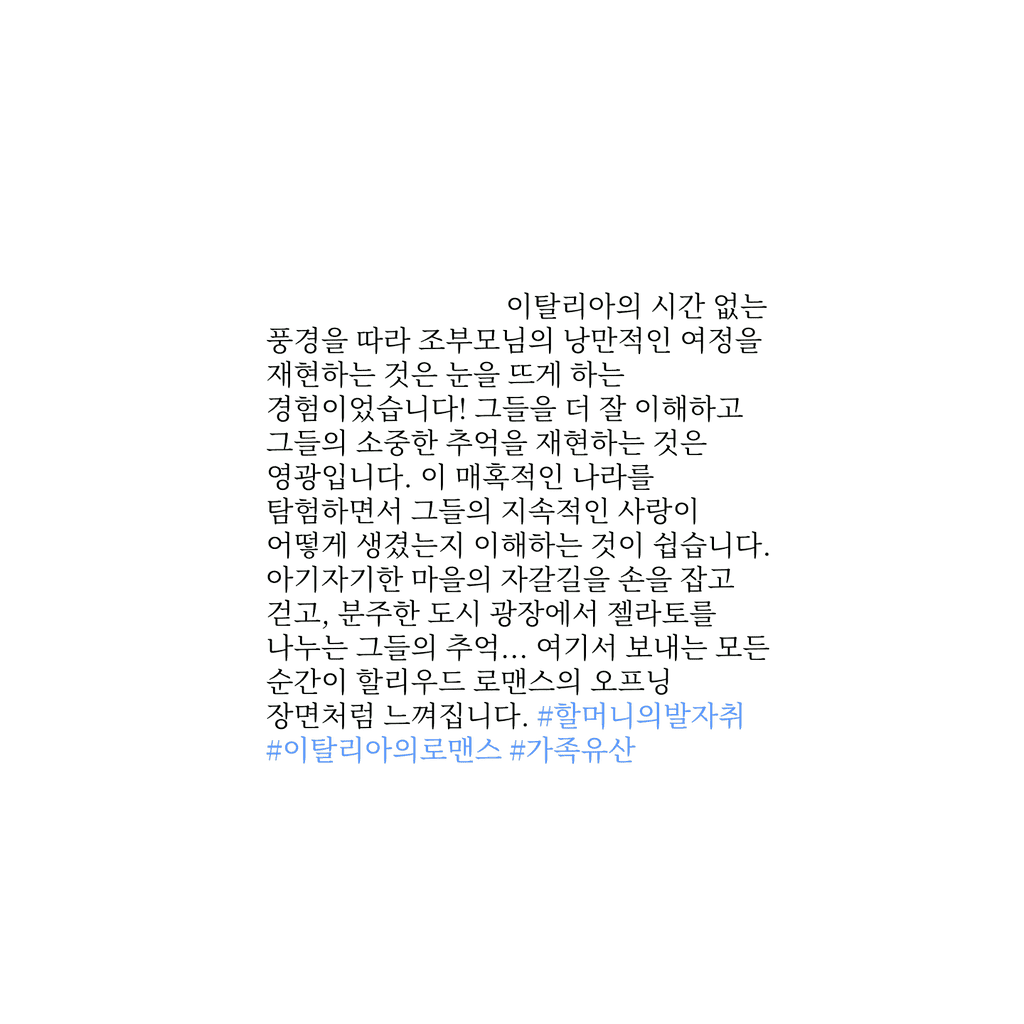 이탈리아의 시간 없는
풍경을 따라 조부모님의 낭만적인 여정을
재현하는 것은 눈을 뜨게 하는
경험이었습니다! 그들을 더 잘 이해하고
그들의 소중한 추억을 재현하는 것은
영광입니다. 이 매혹적인 나라를
탐험하면서 그들의 지속적인 사랑이
어떻게 생겼는지 이해하는 것이 쉽습니다.
아기자기한 마을의 자갈길을 손을 잡고
걷고, 분주한 도시 광장에서 젤라토를
나누는 그들의 추억... 여기서 보내는 모든
순간이 할리우드 로맨스의 오프닝
장면처럼 느껴집니다. #할머니의발자취
#이탈리아의로맨스 #가족유산